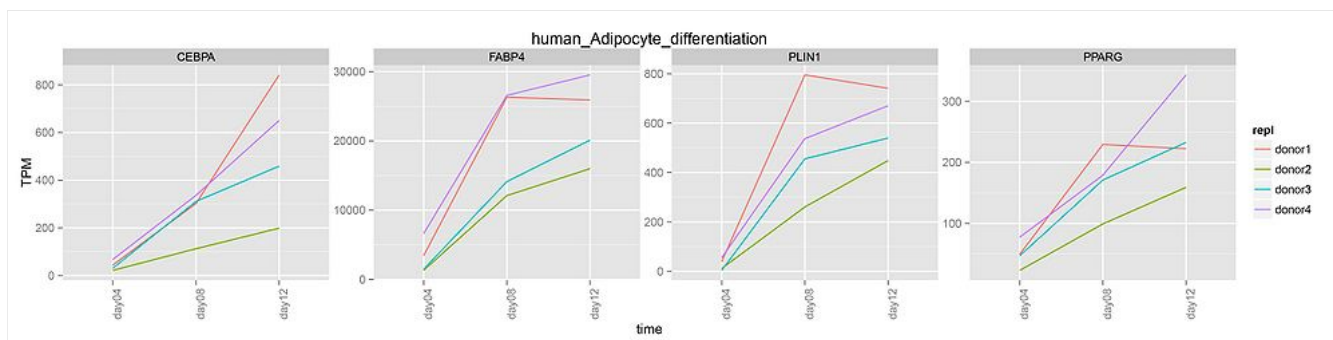 human_Adipocyte_differentiation
CEBPA
FABP4
PLIN1
PPARG
TPM
800
600
400
200
0
30000
20000
10000
0
800
600
400
200
0
300
200
100
day04
day08
day12
day04
day08
day12
day04
day08
day12
day04
day08
day12
time
repl
donor1
donor2
donor3
donor4